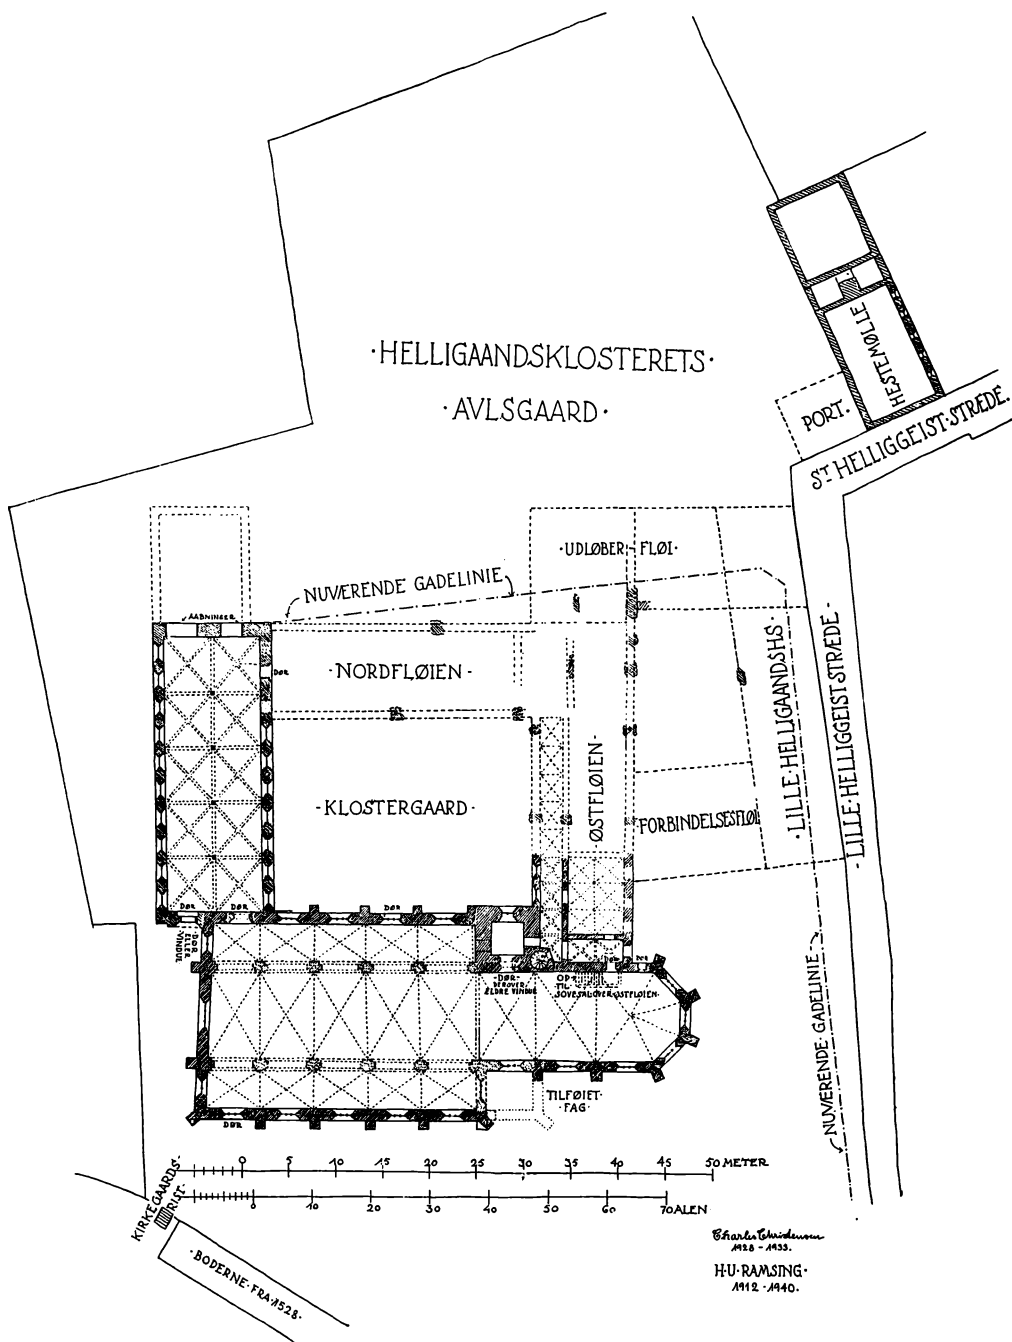 ·HELLIGAANDSKLOSTERETS·
·AVLSGAARD·
HESTEMØLLE
PORT.
ST HELLIGGEIST·STRÆDE.
·UDLØBER-FLØI·
NUVÆRENDE GADELINIE
AABNINGER
DØR
·NORDFLØIEN·
·LILLE·HELLIGAANDSHS·
·LILLE·HELLIGGEISTSTRÆDE·
·KLOSTERGAARD·
ØSTFLØIEN·
FORBINDELSESFLØI
DØR
DØR
DØR
DØR
ELLER
VINDUE
DØR
DØR
·DØR·
DEROVER
ÆLDRE VINDUE
OP
TIL
SOVESAL OVER ØSTFLØIEN
NUVÆRENDE GADELINIE
TILFØIET
·FAG·
DØR
0 5 10 15 20 25 30 35 40 45 50 METER
0 10 20 30 40 50 60 70 ALEN
KIRKEGAARDS-
RIST·
·BODERNE·FRA·1528·
Charles Christensen
1928 - 1933.
H·U·RAMSING·
1912 - 1940.